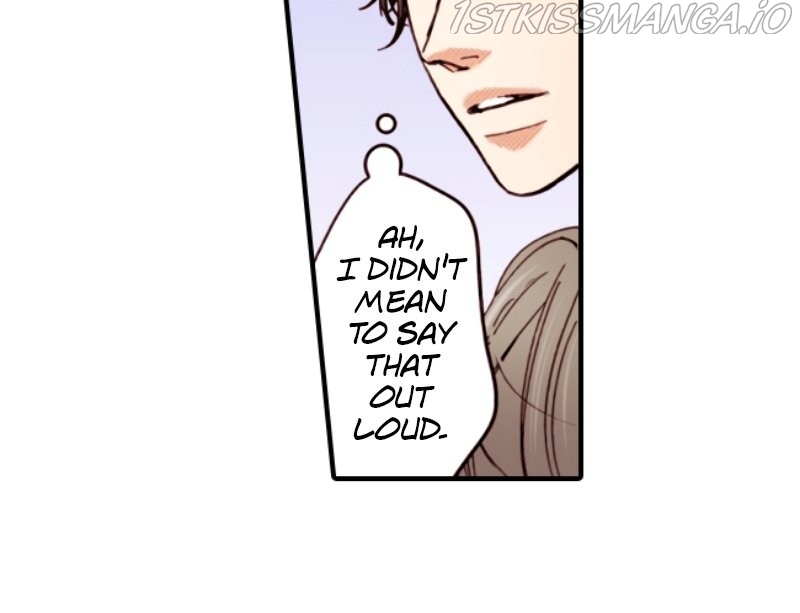 1STKISSMANGA.IO
AH,
I DIDN'T
MEAN
TO SAY
THAT
OUT
LOUD.